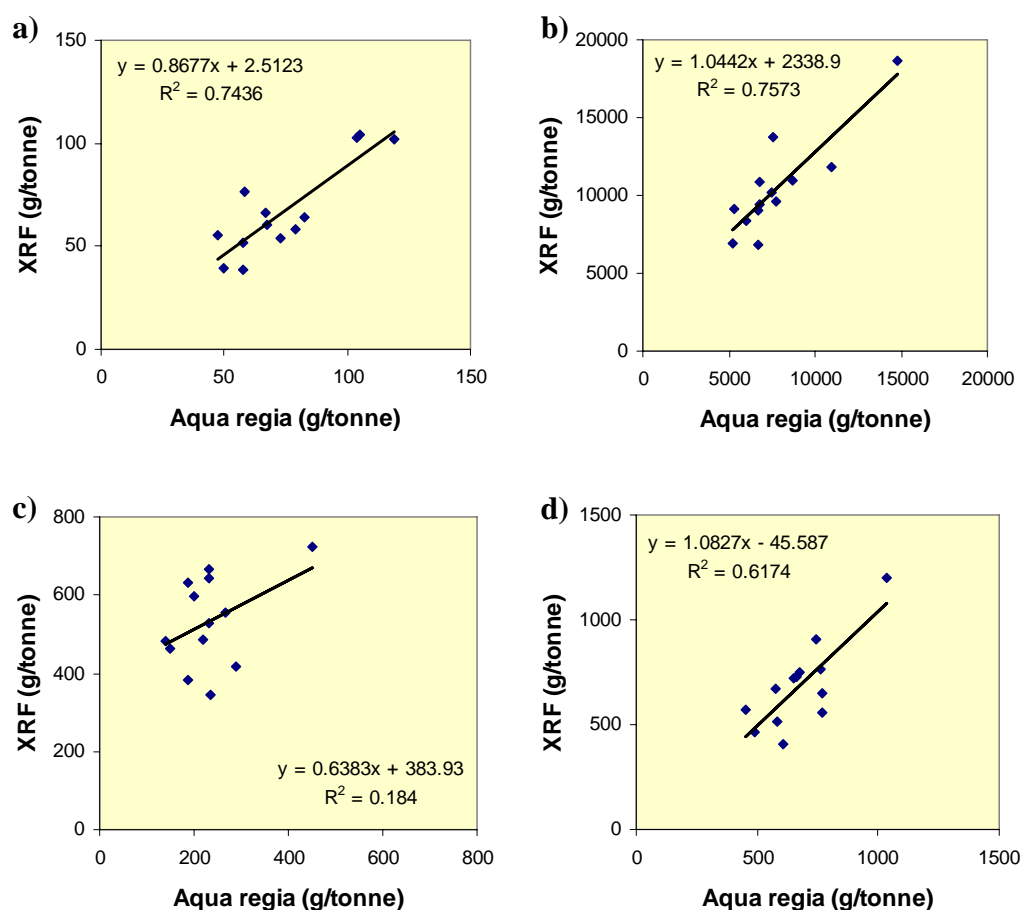 a)
y = 0.8677x + 2.5123
R² = 0.7436
150
100
50
0
XRF (g/tonne)
0 50 100 150
Aqua regia (g/tonne)
b)
y = 1.0442x + 2338.9
R² = 0.7573
20000
15000
10000
5000
0
XRF (g/tonne)
0 5000 10000 15000 20000
Aqua regia (g/tonne)
c)
800
600
400
200
0
XRF (g/tonne)
y = 0.6383x + 383.93
R² = 0.184
0 200 400 600 800
Aqua regia (g/tonne)
d)
y = 1.0827x - 45.587
R² = 0.6174
1500
1000
500
0
XRF (g/tonne)
0 500 1000 1500
Aqua regia (g/tonne)